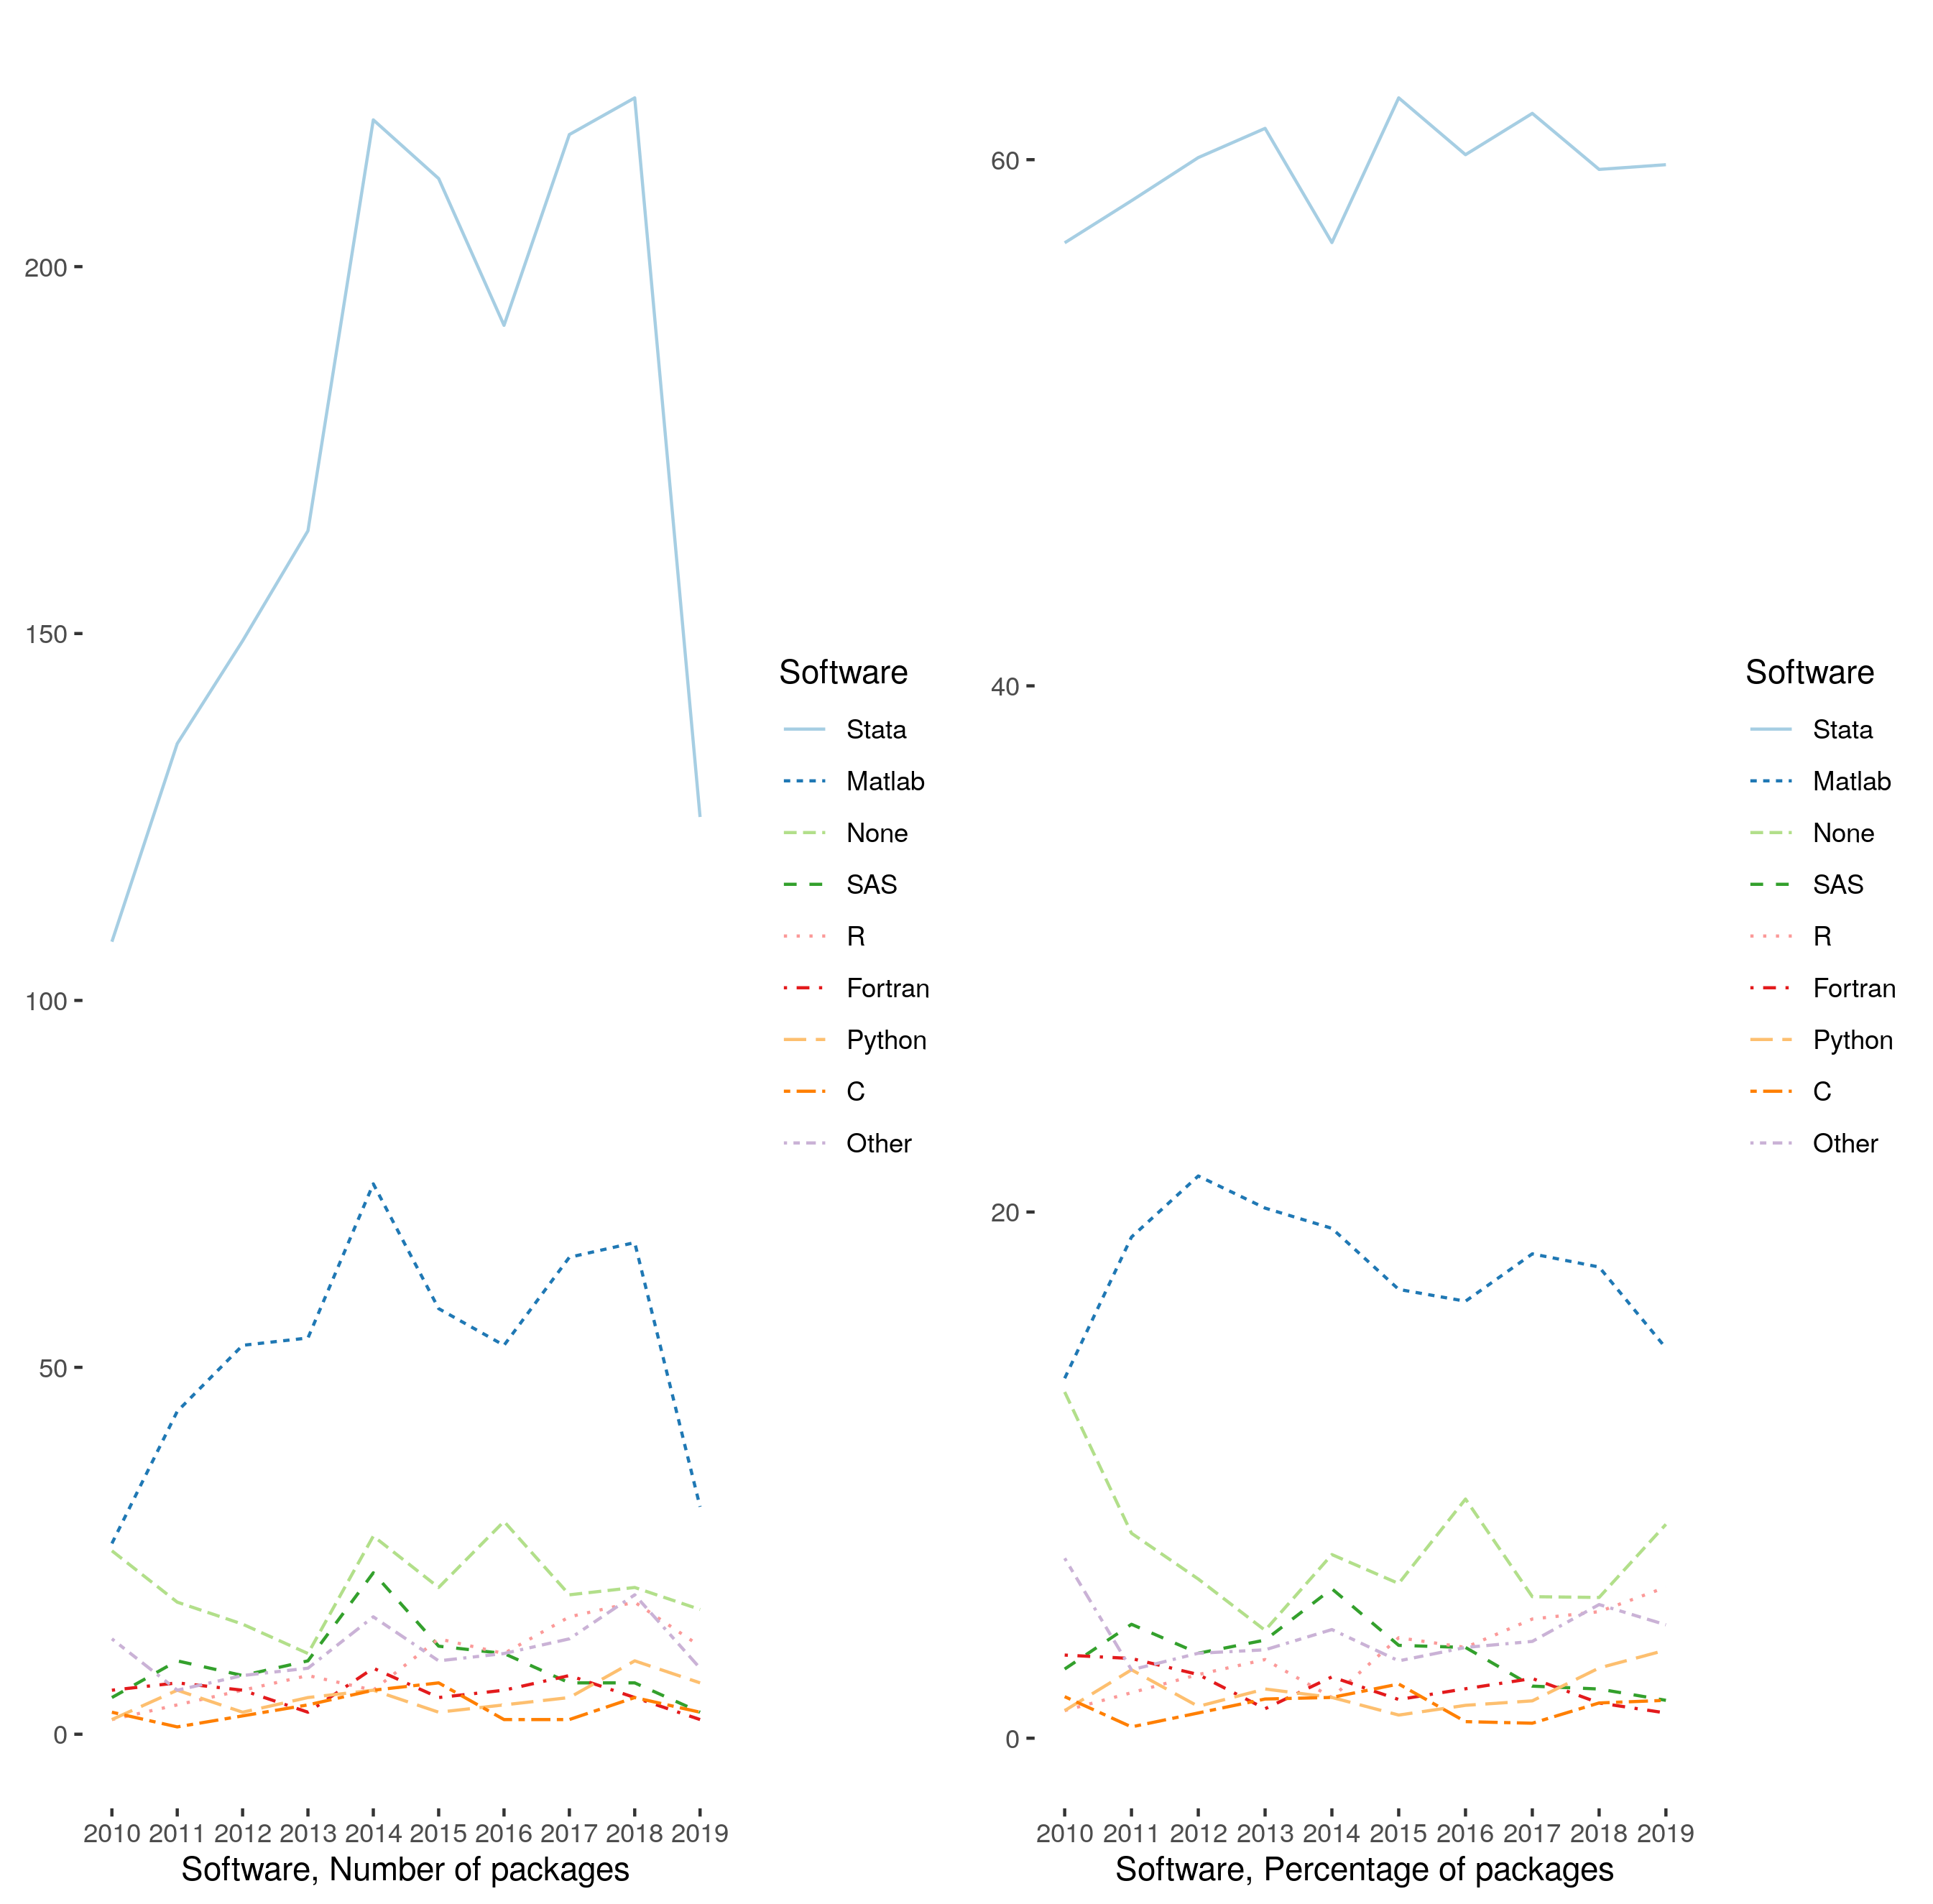 200
150
100
50
0
2010 2011 2012 2013 2014 2015 2016 2017 2018 2019
Software, Number of packages
Software
Stata
Matlab
None
SAS
R
Fortran
Python
C
Other
60
40
20
0
2010 2011 2012 2013 2014 2015 2016 2017 2018 2019
Software, Percentage of packages
Software
Stata
Matlab
None
SAS
R
Fortran
Python
C
Other